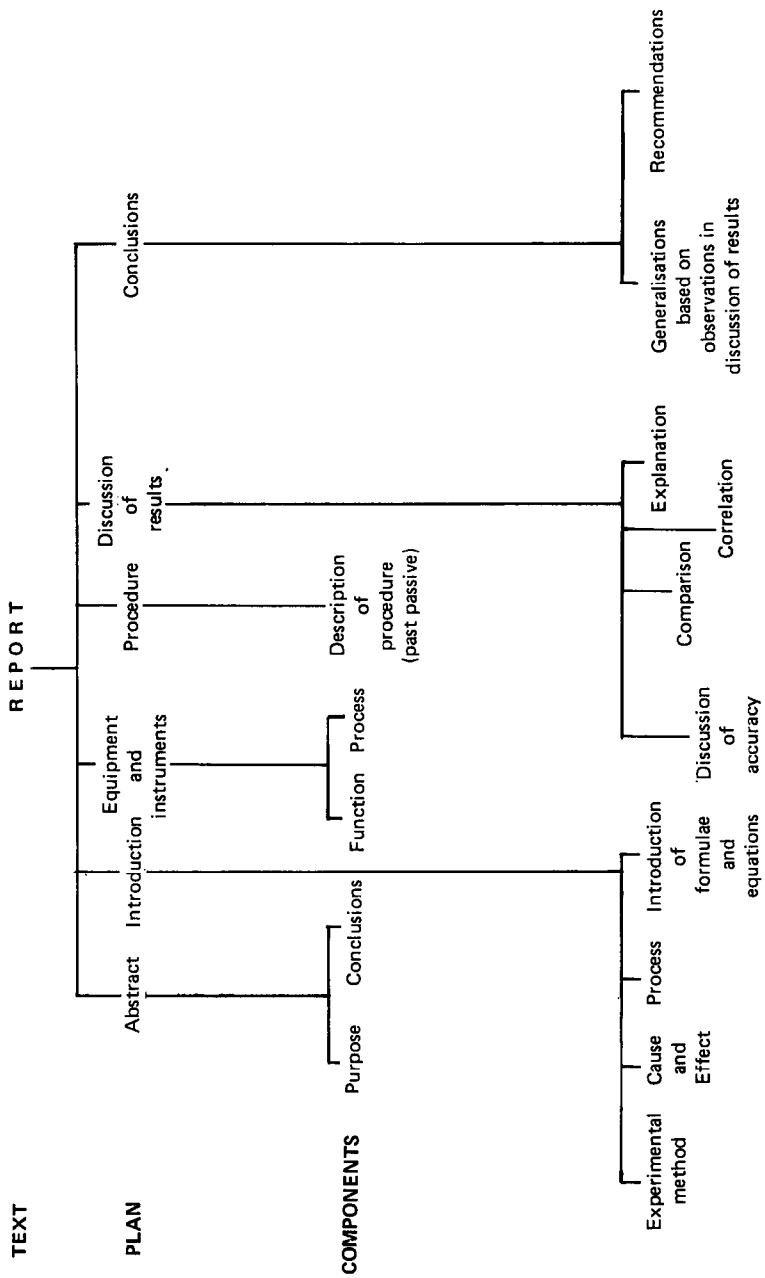 TEXT
REPORT
PLAN
Abstract
Introduction
Equipment
and
instruments
Procedure
Discussion
of
results
Conclusions
COMPONENTS
Purpose
Conclusions
Function
Process
Description
of
procedure
(past passive)
Experimental
method
Cause
and
Effect
Process
Introduction
of
formulae
and
equations
Discussion
of
accuracy
Comparison
Correlation
Explanation
Generalisations
based on
observations in
discussion of results
Recommendations